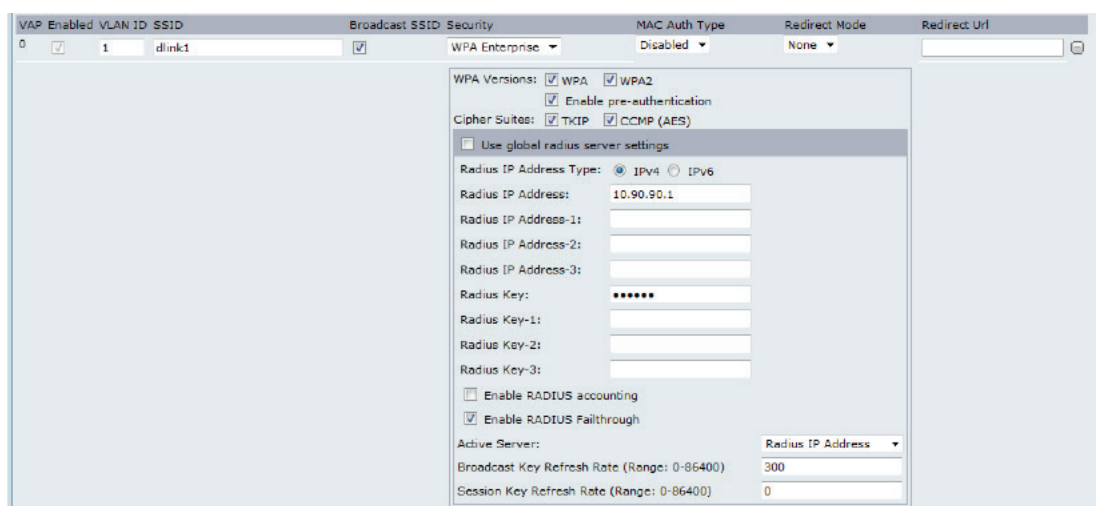 VAP Enabled VLAN ID SSID Broadcast SSID Security MAC Auth Type Redirect Mode Redirect Url
0 1 dlink1 WPA Enterprise Disabled None
WPA Versions: WPA WPA2
Enable pre-authentication
Cipher Suites: TKIP CCMP (AES)
Use global radius server settings
Radius IP Address Type: IPv4 IPv6
Radius IP Address: 10.90.90.1
Radius IP Address-1:
Radius IP Address-2:
Radius IP Address-3:
Radius Key: ••••••
Radius Key-1:
Radius Key-2:
Radius Key-3:
Enable RADIUS accounting
Enable RADIUS Failthrough
Active Server: Radius IP Address
Broadcast Key Refresh Rate (Range: 0-86400) 300
Session Key Refresh Rate (Range: 0-86400) 0